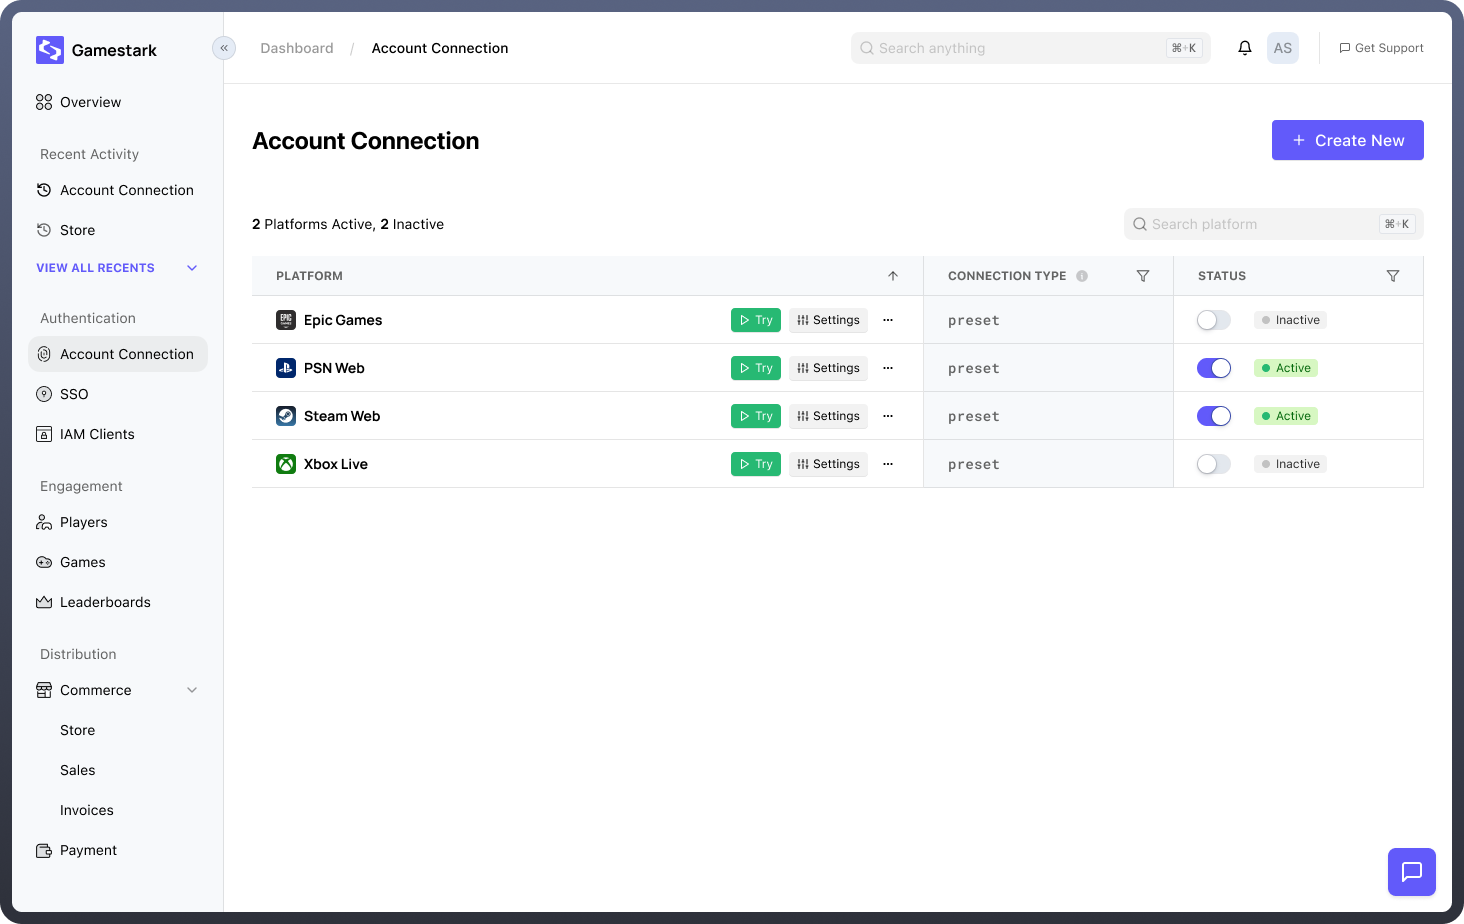 Gamestark
Dashboard / Account Connection
Search anything
⌘+K
AS
Get Support
Overview
Recent Activity
Account Connection
Store
VIEW ALL RECENTS
Authentication
Account Connection
SSO
IAM Clients
Engagement
Players
Games
Leaderboards
Distribution
Commerce
Store
Sales
Invoices
Payment
Account Connection
+ Create New
2 Platforms Active, 2 Inactive
Search platform
⌘+K
PLATFORM CONNECTION TYPE STATUS
Epic Games Try Settings preset Inactive
PSN Web Try Settings preset Active
Steam Web Try Settings preset Active
Xbox Live Try Settings preset Inactive